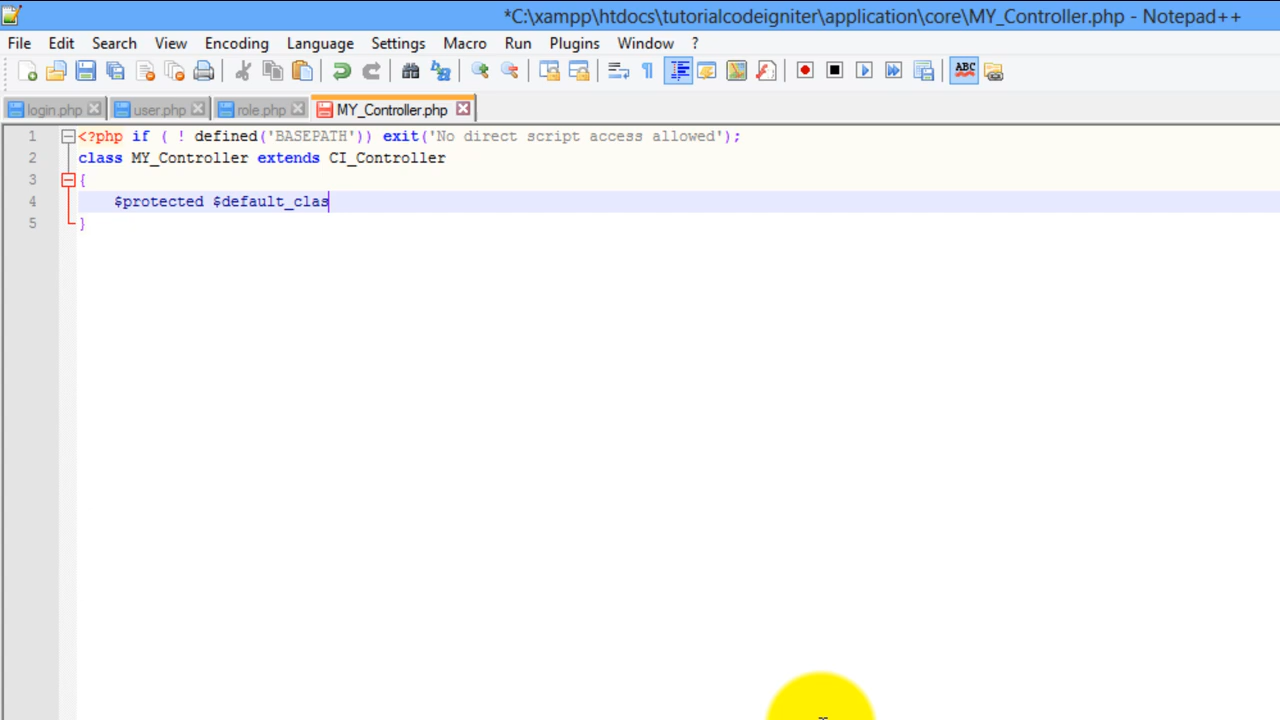 *C:\xampp\htdocs\tutorialcodeigniter\application\core\MY_Controller.php - Notepad++
File Edit Search View Encoding Language Settings Macro Run Plugins Window ?
ABC
login.php user.php role.php MY_Controller.php
1 <?php if ( ! defined('BASEPATH')) exit('No direct script access allowed');
2 class MY_Controller extends CI_Controller
3 {
4 $protected $default_clas
5 }